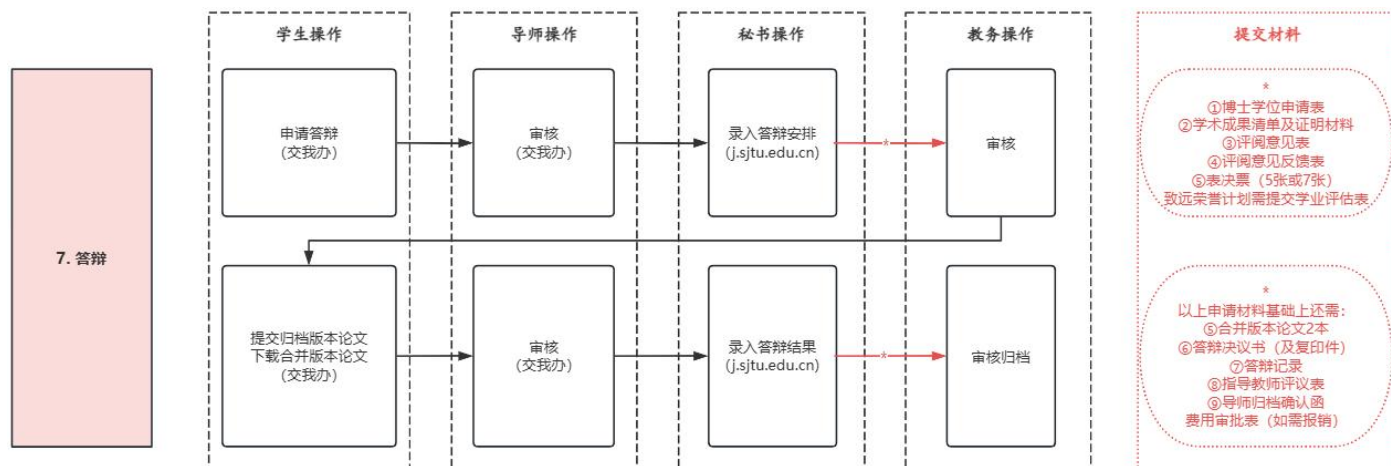 学生操作
导师操作
秘书操作
教务操作
提交材料
7. 答辩
申请答辩
(交我办)
审核
(交我办)
录入答辩安排
(j.sjtu.edu.cn)
*
审核
*
①博士学位申请表
②学术成果清单及证明材料
③评阅意见表
④评阅意见反馈表
⑤表决票（5张或7张）
致远荣誉计划需提交学业评估表
提交归档版本论文
下载合并版本论文
(交我办)
审核
(交我办)
录入答辩结果
(j.sjtu.edu.cn)
*
审核归档
*
以上申请材料基础上还需：
⑤合并版本论文2本
⑥答辩决议书（及复印件）
⑦答辩记录
⑧指导教师评议表
⑨导师归档确认函
费用审批表（如需报销）